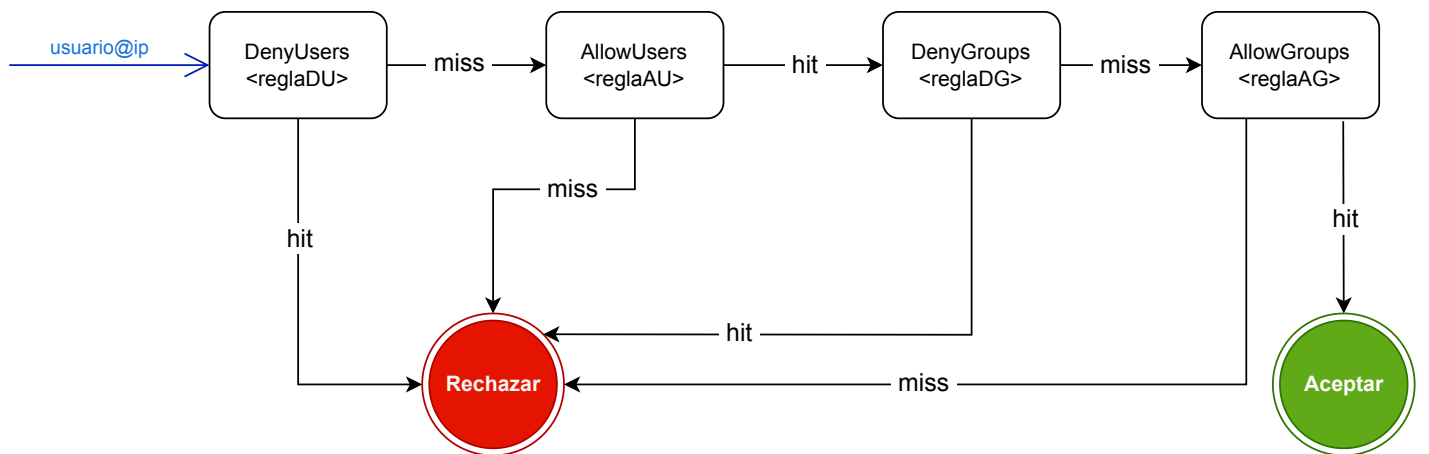 usuario@ip
DenyUsers
<reglaDU>
miss
AllowUsers
<reglaAU>
hit
DenyGroups
<reglaDG>
miss
AllowGroups
<reglaAG>
miss
hit
hit
hit
Rechazar
miss
Aceptar